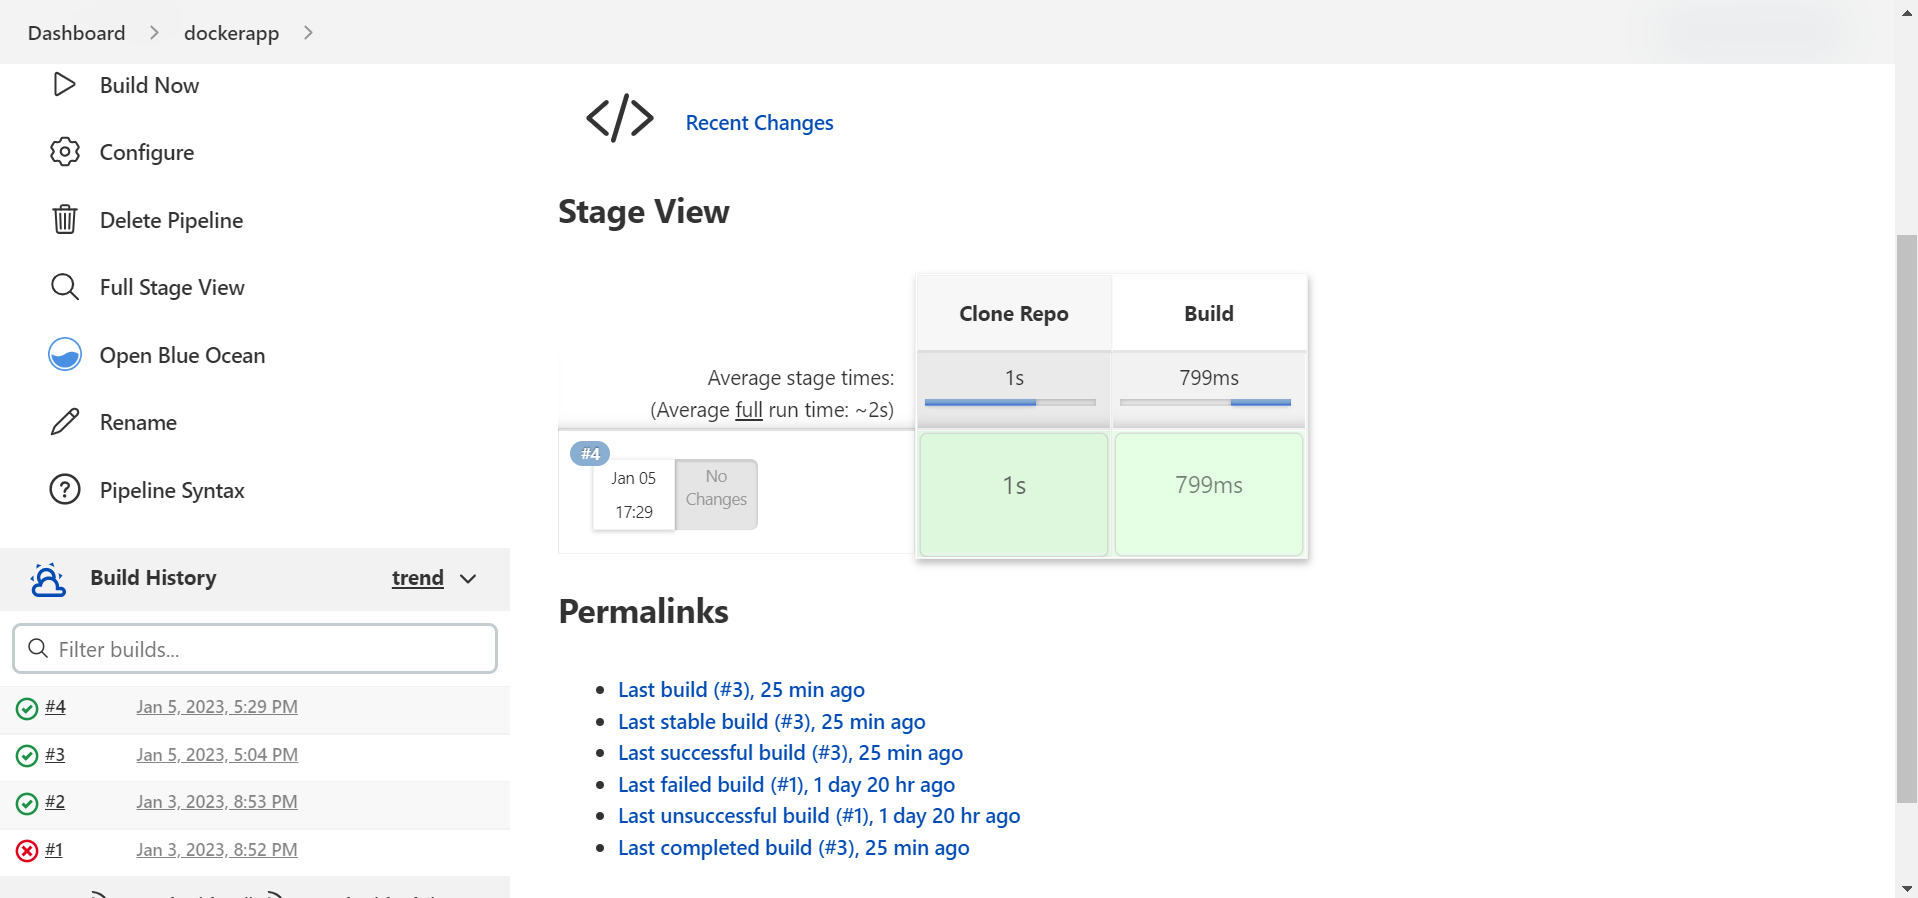 Dashboard
dockerapp
Build Now
Configure
Delete Pipeline
Full Stage View
Open Blue Ocean
Rename
Pipeline Syntax
Build History
trend
Filter builds...
#4 Jan 5, 2023, 5:29 PM
#3 Jan 5, 2023, 5:04 PM
#2 Jan 3, 2023, 8:53 PM
#1 Jan 3, 2023, 8:52 PM
Recent Changes
Stage View
Clone Repo
Build
Average stage times:
(Average full run time: ~2s)
1s
799ms
#4
Jan 05
17:29
No
Changes
1s
799ms
Permalinks
Last build (#3), 25 min ago
Last stable build (#3), 25 min ago
Last successful build (#3), 25 min ago
Last failed build (#1), 1 day 20 hr ago
Last unsuccessful build (#1), 1 day 20 hr ago
Last completed build (#3), 25 min ago